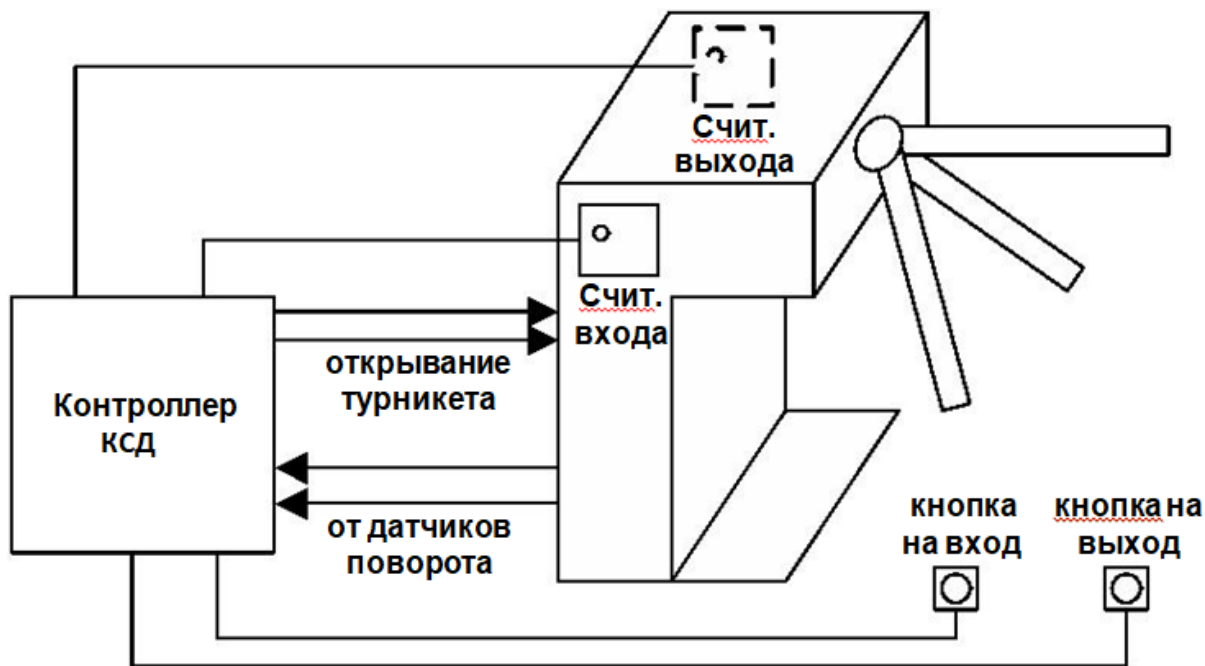 Счит.
выхода
Счит.
входа
открывание
турникета
Контроллер
КСД
от датчиков
поворота
кнопка
на вход
кнопка на
выход